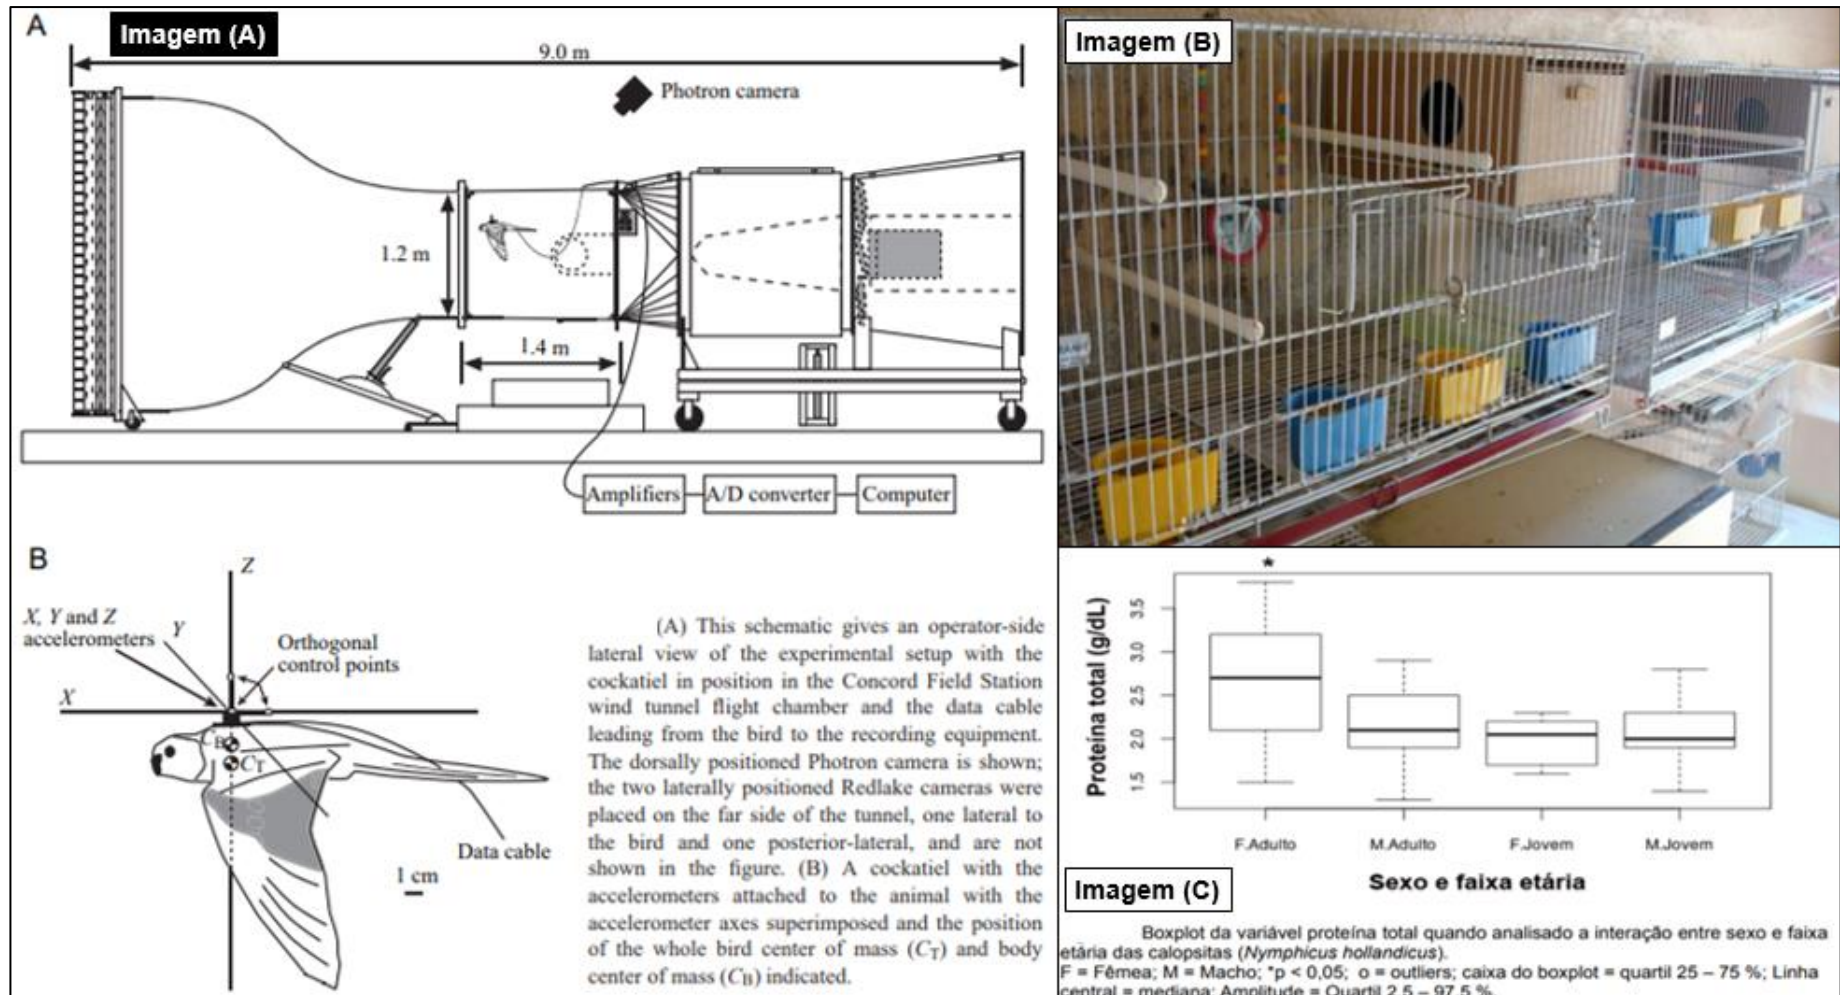 A
Imagem (A)
9.0 m
Photron camera
1.2 m
1.4 m
Amplifiers
A/D converter
Computer
B
Z
X, Y and Z
accelerometers
Y
Orthogonal
control points
X
CB
CT
Data cable
1 cm
(A) This schematic gives an operator-side
lateral view of the experimental setup with the
cockatiel in position in the Concord Field Station
wind tunnel flight chamber and the data cable
leading from the bird to the recording equipment.
The dorsally positioned Photron camera is shown;
the two laterally positioned Redlake cameras were
placed on the far side of the tunnel, one lateral to
the bird and one posterior-lateral, and are not
shown in the figure. (B) A cockatiel with the
accelerometers attached to the animal with the
accelerometer axes superimposed and the position
of the whole bird center of mass (CT) and body
center of mass (CB) indicated.
Imagem (B)
*
Proteína total (g/dL)
3.5
3.0
2.5
2.0
1.5
F.Adulto
M.Adulto
F.Jovem
M.Jovem
Sexo e faixa etária
Imagem (C)
Boxplot da variável proteína total quando analisado a interação entre sexo e faixa
etária das calopsitas (Nymphicus hollandicus).
F = Fêmea; M = Macho; *p < 0,05; o = outliers; caixa do boxplot = quartil 25 – 75 %; Linha
central = mediana; Amplitude = Quartil 2,5 – 97,5 %.